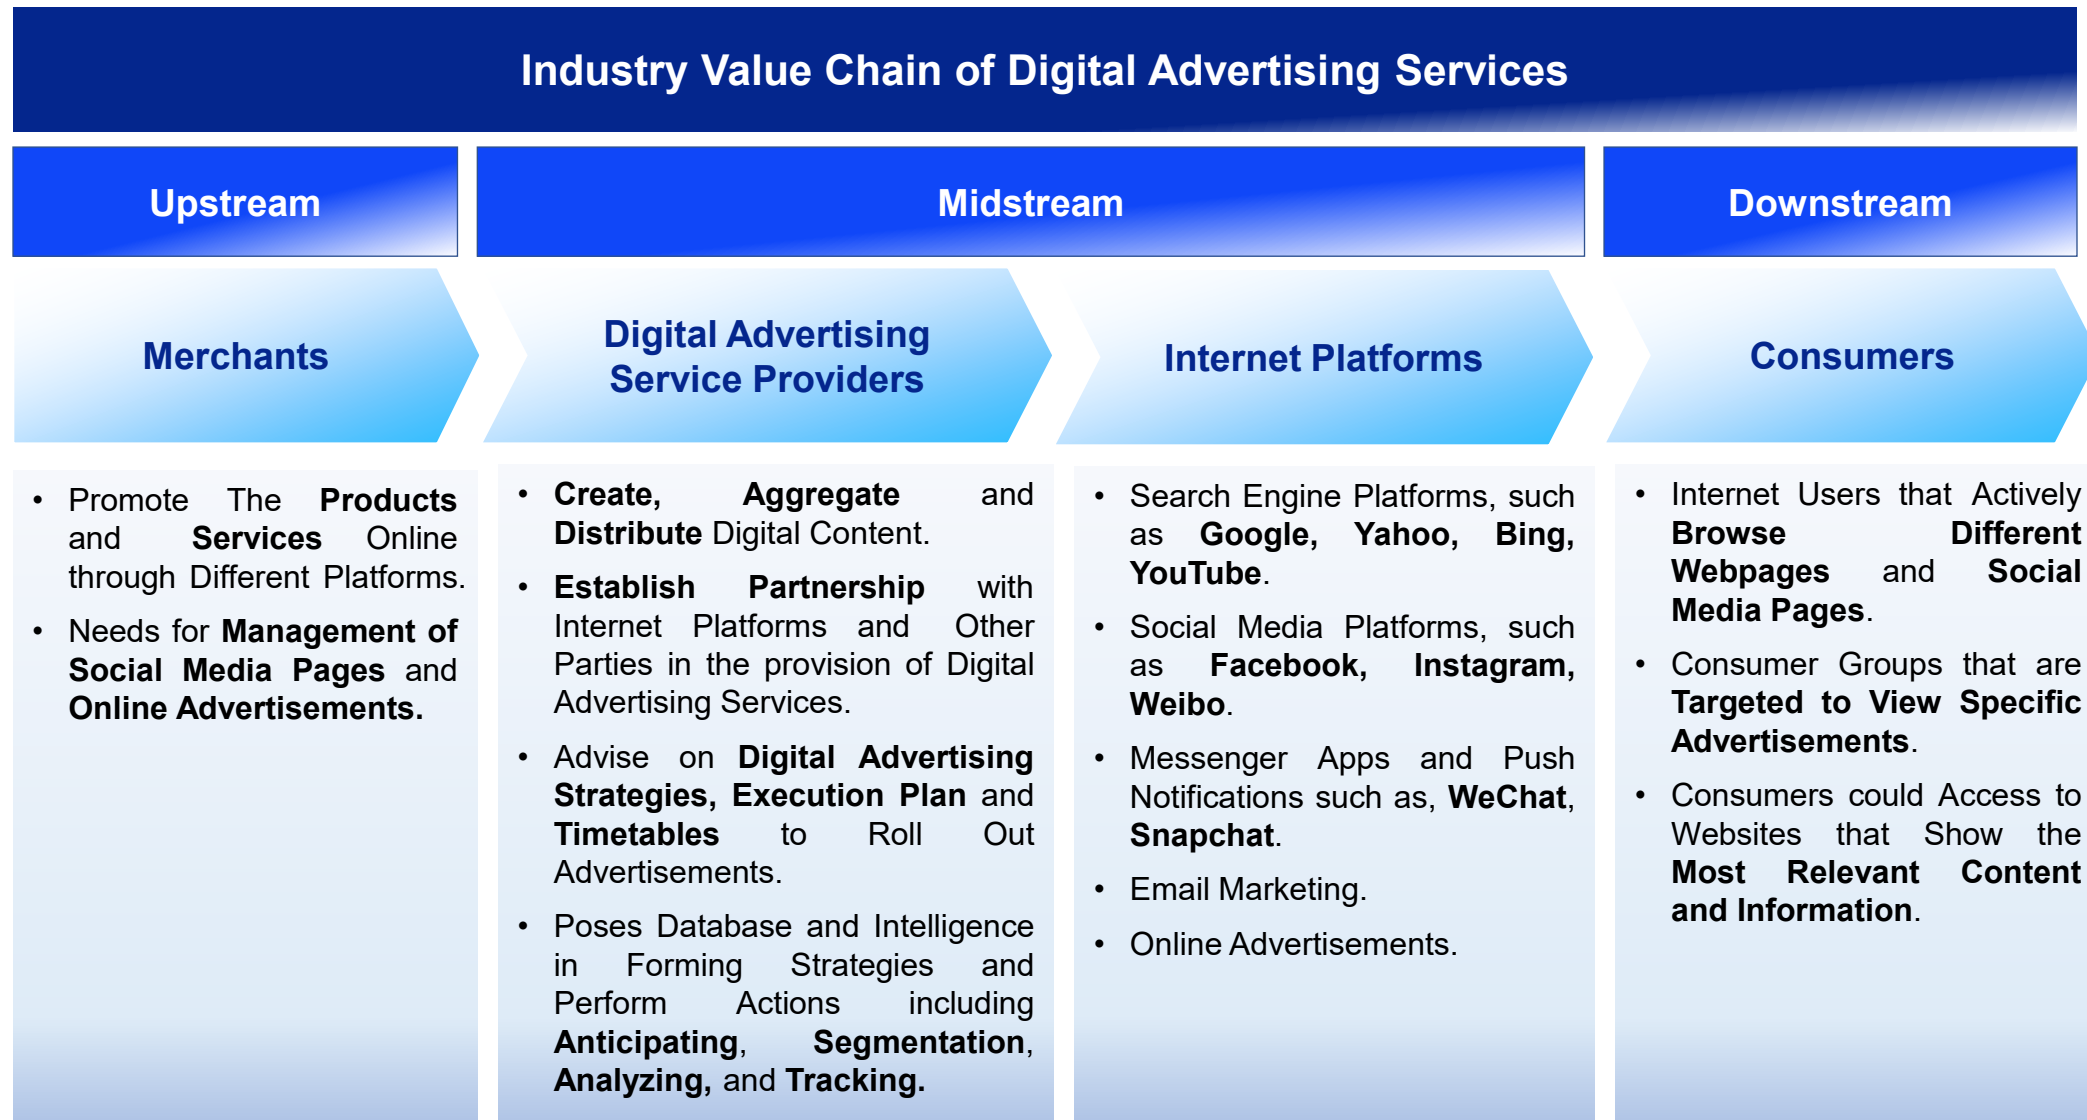 Industry Value Chain of Digital Advertising Services
Upstream
Midstream
Downstream
Merchants
Digital Advertising
Service Providers
Internet Platforms
Consumers
• Promote The Products
and Services Online
through Different Platforms.
• Needs for Management of
Social Media Pages and
Online Advertisements.
• Create, Aggregate and
Distribute Digital Content.
• Establish Partnership with
Internet Platforms and Other
Parties in the provision of Digital
Advertising Services.
• Advise on Digital Advertising
Strategies, Execution Plan and
Timetables to Roll Out
Advertisements.
• Poses Database and Intelligence
in Forming Strategies and
Perform Actions including
Anticipating, Segmentation,
Analyzing, and Tracking.
• Search Engine Platforms, such
as Google, Yahoo, Bing,
YouTube.
• Social Media Platforms, such
as Facebook, Instagram,
Weibo.
• Messenger Apps and Push
Notifications such as, WeChat,
Snapchat.
• Email Marketing.
• Online Advertisements.
• Internet Users that Actively
Browse Different
Webpages and Social
Media Pages.
• Consumer Groups that are
Targeted to View Specific
Advertisements.
• Consumers could Access to
Websites that Show the
Most Relevant Content
and Information.